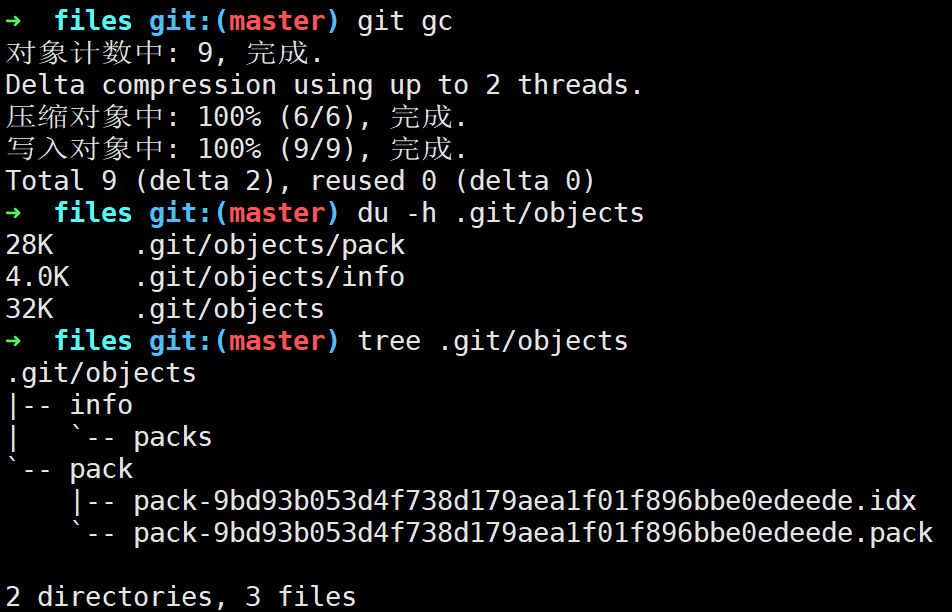 ➜  files git:(master) git gc
对象计数中: 9, 完成.
Delta compression using up to 2 threads.
压缩对象中: 100% (6/6), 完成.
写入对象中: 100% (9/9), 完成.
Total 9 (delta 2), reused 0 (delta 0)
➜  files git:(master) du -h .git/objects
28K     .git/objects/pack
4.0K    .git/objects/info
32K     .git/objects
➜  files git:(master) tree .git/objects
.git/objects
|-- info
|   `-- packs
`-- pack
    |-- pack-9bd93b053d4f738d179aea1f01f896bbe0edeede.idx
    `-- pack-9bd93b053d4f738d179aea1f01f896bbe0edeede.pack

2 directories, 3 files